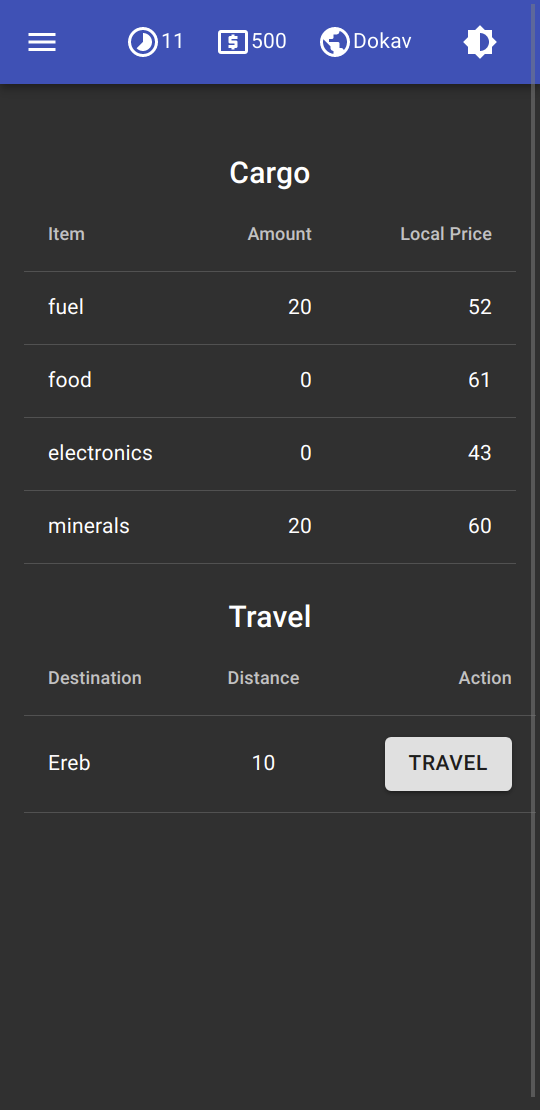 11 500 Dokav
Cargo
Item Amount Local Price
fuel 20 52
food 0 61
electronics 0 43
minerals 20 60
Travel
Destination Distance Action
Ereb 10 TRAVEL